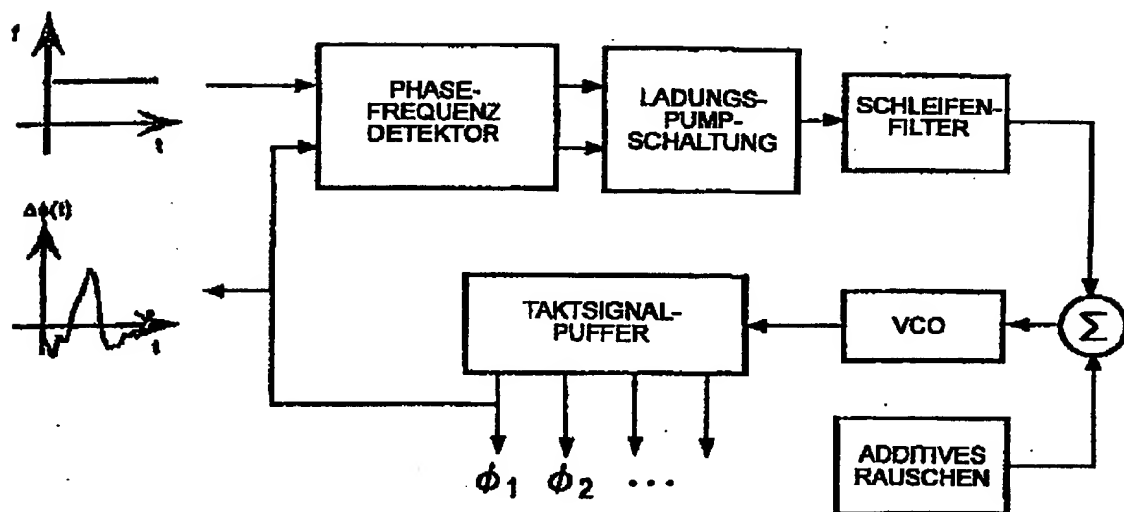 f
t
PHASE-
FREQUENZ
DETEKTOR
LADUNGS-
PUMP-
SCHALTUNG
SCHLEIFEN-
FILTER
Δϕ(t)
t
TAKTSIGNAL-
PUFFER
VCO
Σ
ADDITIVES
RAUSCHEN
ϕ1 ϕ2 ...